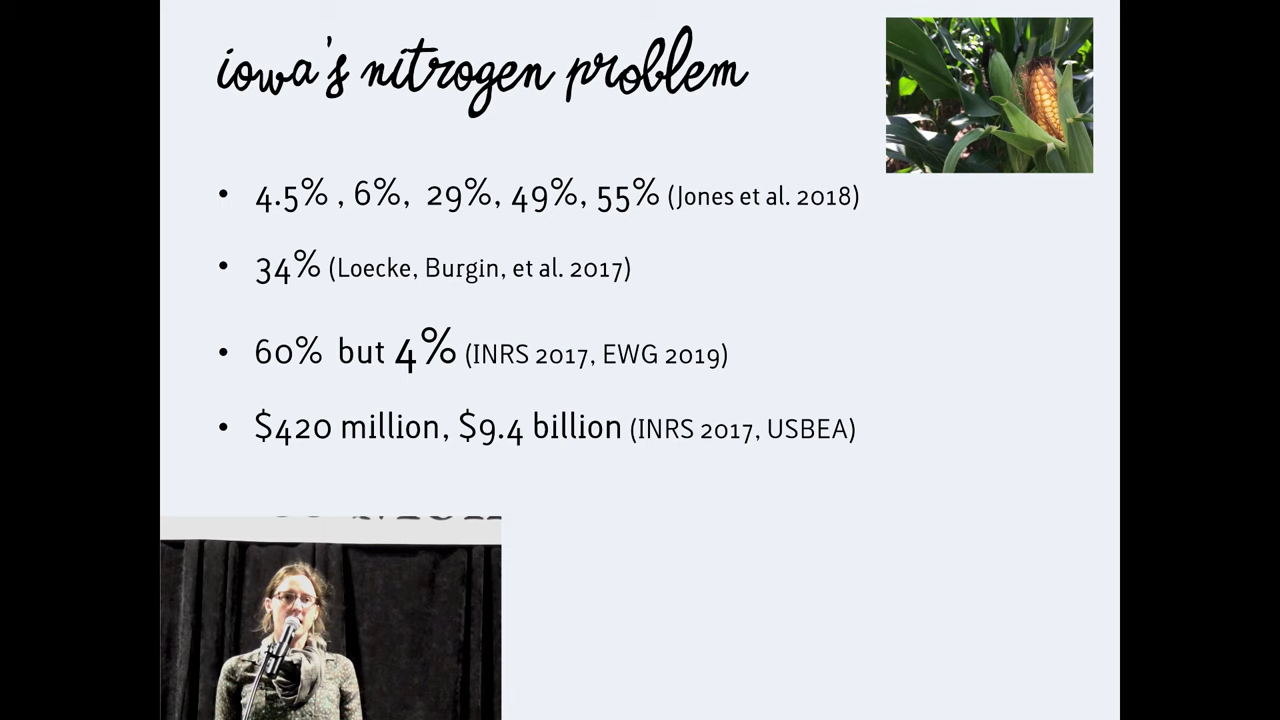 iowa's nitrogen problem
• 4.5% , 6%, 29%, 49%, 55% (Jones et al. 2018)
• 34% (Loecke, Burgin, et al. 2017)
• 60% but 4% (INRS 2017, EWG 2019)
• $420 million, $9.4 billion (INRS 2017, USBEA)